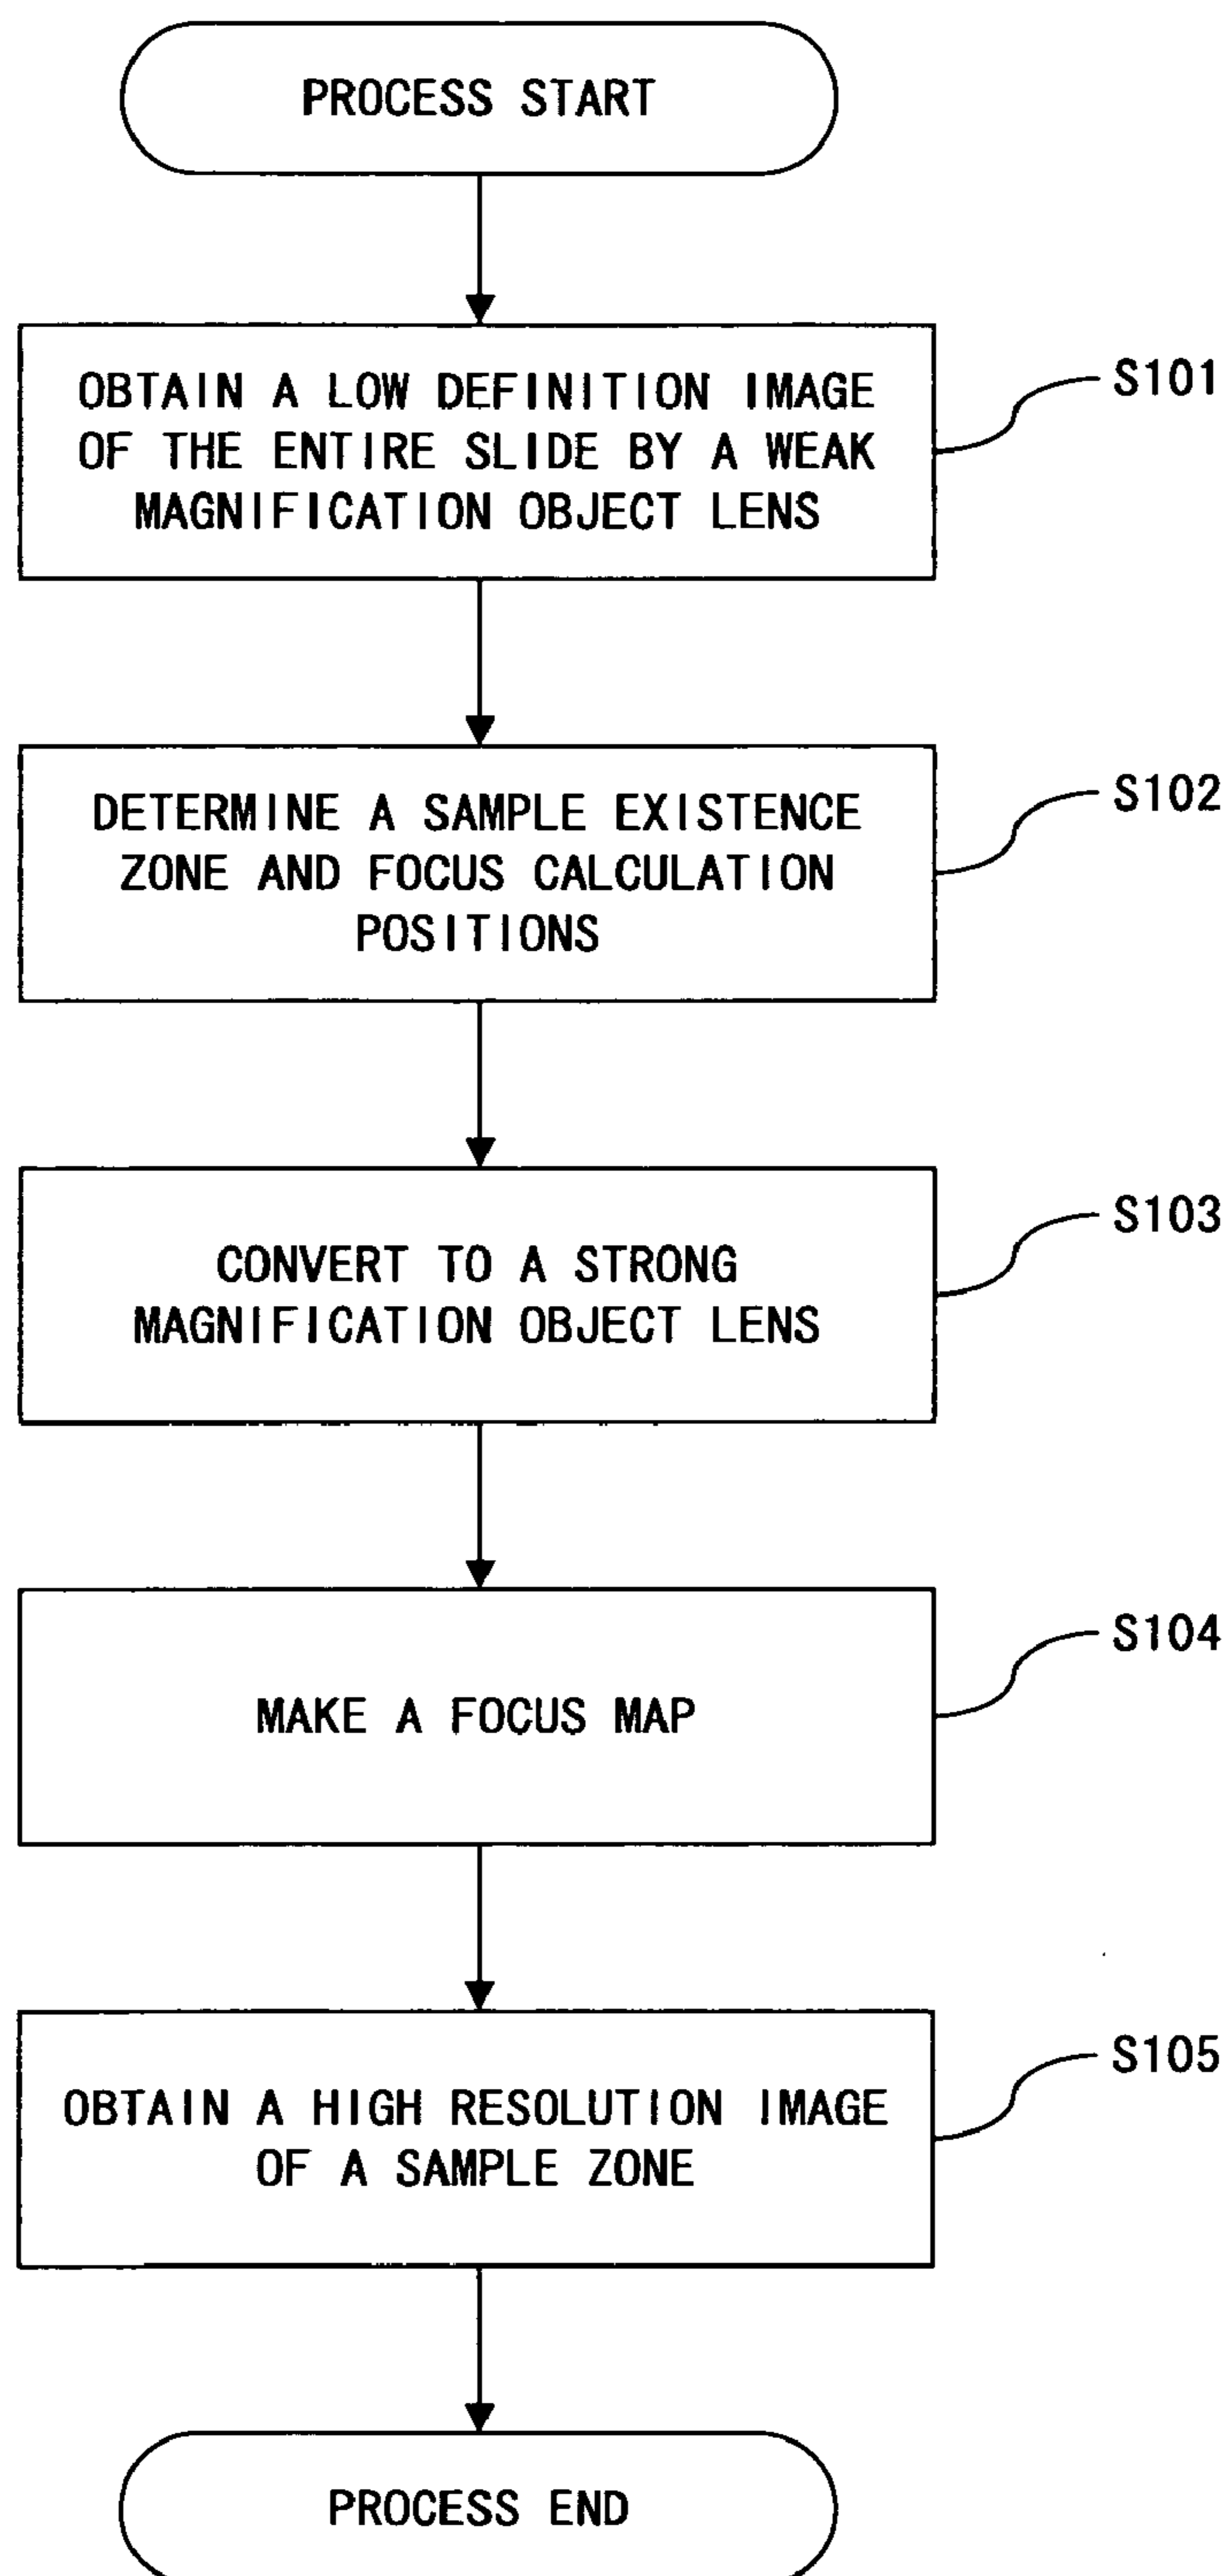 PROCESS START
OBTAIN A LOW DEFINITION IMAGE
OF THE ENTIRE SLIDE BY A WEAK
MAGNIFICATION OBJECT LENS
S101
DETERMINE A SAMPLE EXISTENCE
ZONE AND FOCUS CALCULATION
POSITIONS
S102
CONVERT TO A STRONG
MAGNIFICATION OBJECT LENS
S103
MAKE A FOCUS MAP
S104
OBTAIN A HIGH RESOLUTION IMAGE
OF A SAMPLE ZONE
S105
PROCESS END